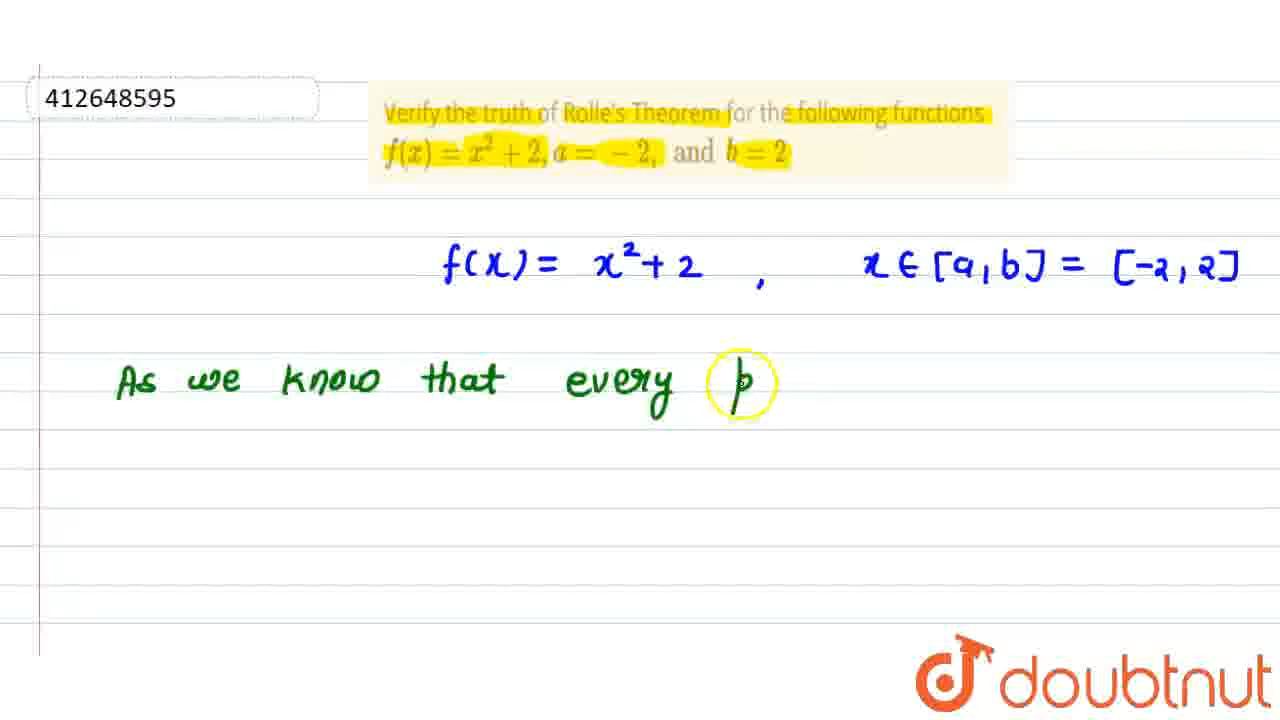 412648595
Verify the truth of Rolle's Theorem for the following functions
f(x) = x² + 2, a = −2, and b = 2
f(x) = x² + 2 , x ∈ [a, b] = [-2, 2]
As we know that every p
doubtnut